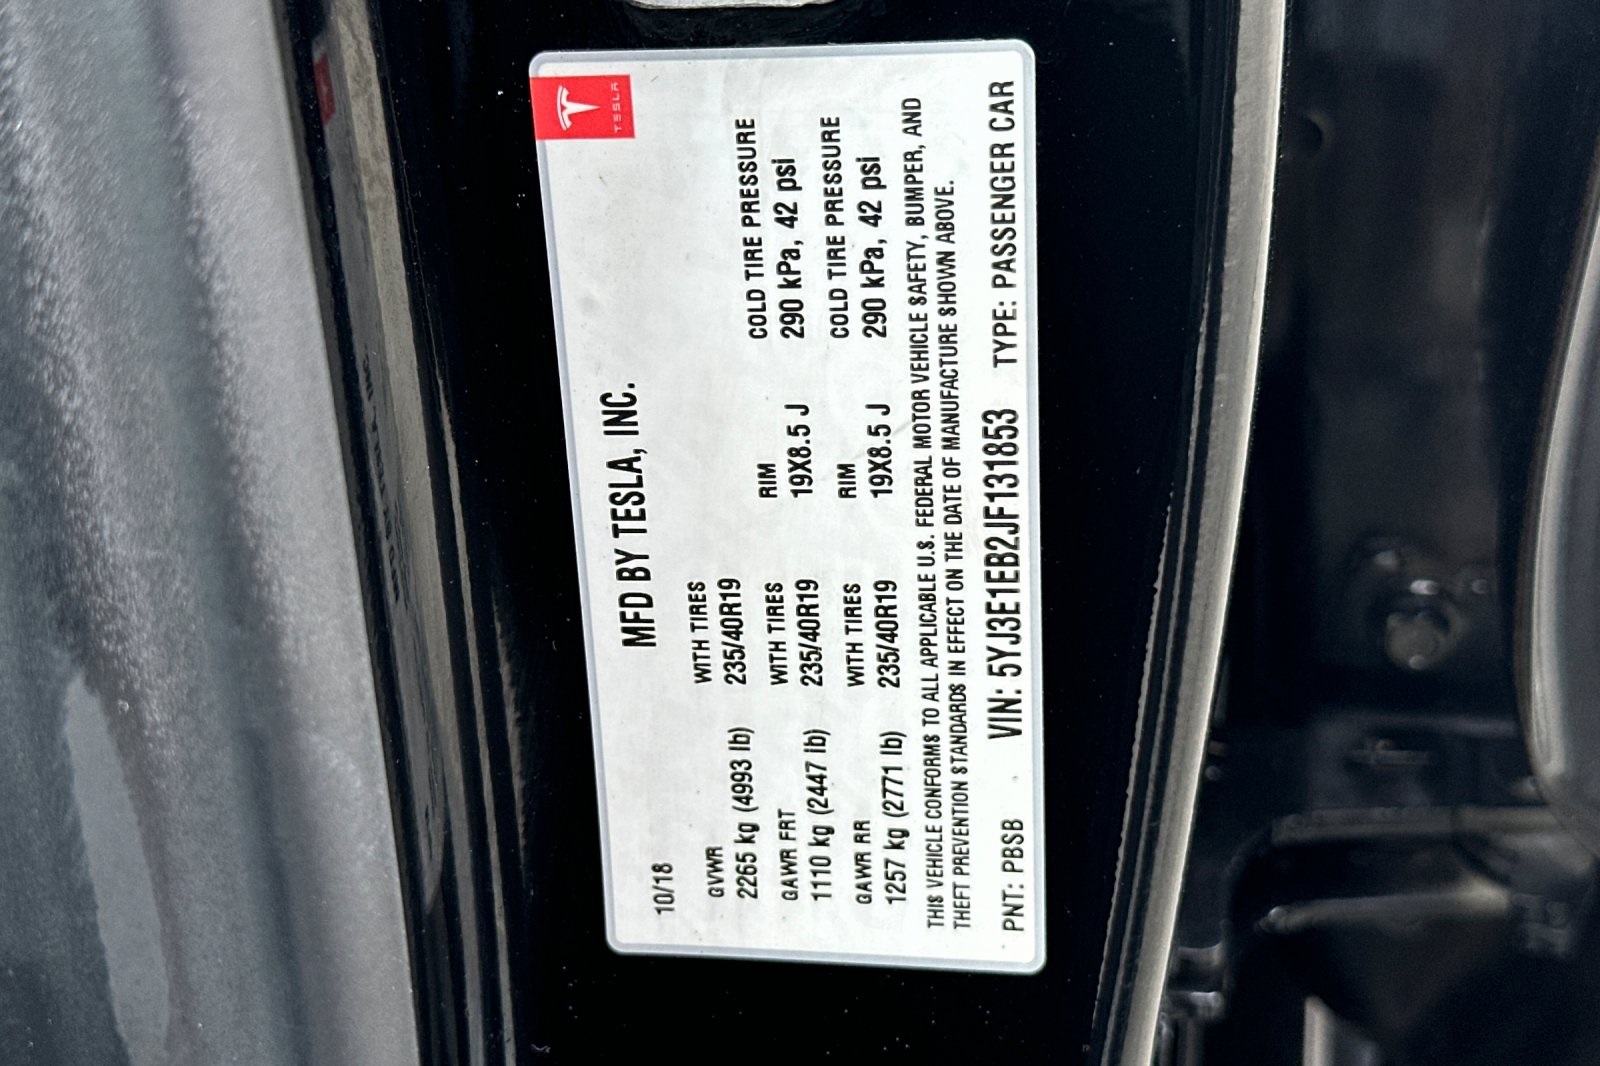 TESLA
MFD BY TESLA, INC.
10/18
GVWR WITH TIRES
2265 kg (4993 lb) 235/40R19
GAWR FRT WITH TIRES RIM COLD TIRE PRESSURE
1110 kg (2447 lb) 235/40R19 19X8.5 J 290 kPa, 42 psi
GAWR RR WITH TIRES RIM COLD TIRE PRESSURE
1257 kg (2771 lb) 235/40R19 19X8.5 J 290 kPa, 42 psi
THIS VEHICLE CONFORMS TO ALL APPLICABLE U.S. FEDERAL MOTOR VEHICLE SAFETY, BUMPER, AND
THEFT PREVENTION STANDARDS IN EFFECT ON THE DATE OF MANUFACTURE SHOWN ABOVE.
PNT: PBSB VIN: 5YJ3E1EB2JF131853 TYPE: PASSENGER CAR